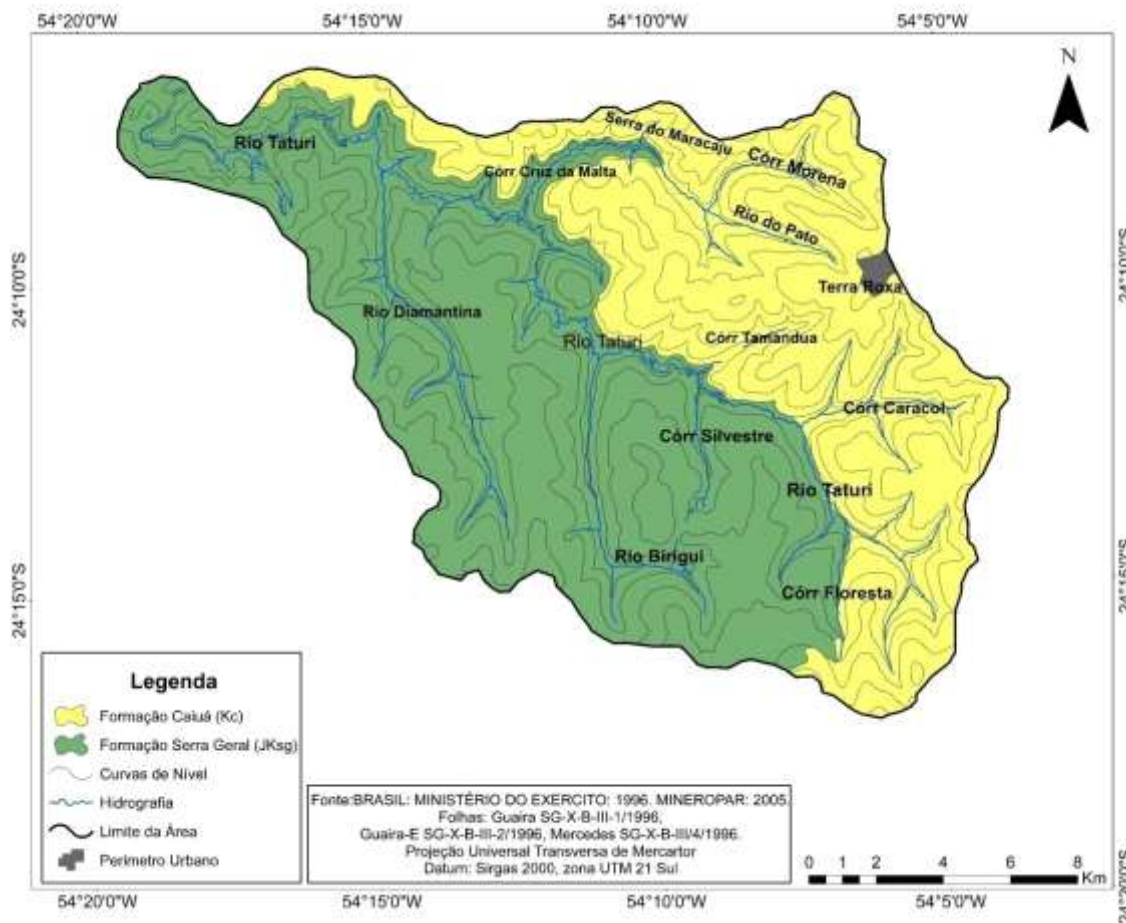 54°20'0"W 54°15'0"W 54°10'0"W 54°5'0"W
N
Serra do Maracaju
Rio Taturi
Córr Cruz da Malta
Córr Morena
Rio do Pato
24°10'0"S
24°10'0"S
Terra Roxa
Rio Diamantina
Rio Taturi
Córr Tamandua
Córr Caracol
Córr Silvestre
Rio Taturi
Rio Birigui
24°15'0"S
24°15'0"S
Córr Floresta
Legenda
Formação Caiuá (Kc)
Formação Serra Geral (JKsg)
Curvas de Nível
Hidrografia
Limite da Área
Perímetro Urbano
Fonte:BRASIL: MINISTÉRIO DO EXERCITO: 1996. MINEROPAR: 2005.
Folhas: Guaira SG-X-B-III-1/1996,
Guaira-E SG-X-B-III-2/1996, Mercedes SG-X-B-III/4/1996.
Projeção Universal Transversa de Mercartor
Datum: Sirgas 2000, zona UTM 21 Sul
0 1 2 4 6 8
Km
24°20'0"S
54°20'0"W 54°15'0"W 54°10'0"W 54°5'0"W